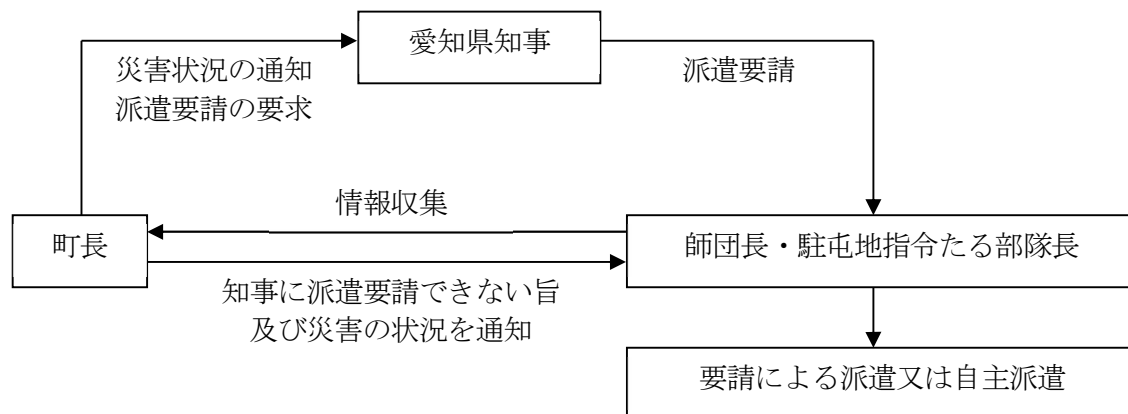 愛知県知事
災害状況の通知
派遣要請の要求
派遣要請
情報収集
町長
師団長・駐屯地指令たる部隊長
知事に派遣要請できない旨
及び災害の状況を通知
要請による派遣又は自主派遣